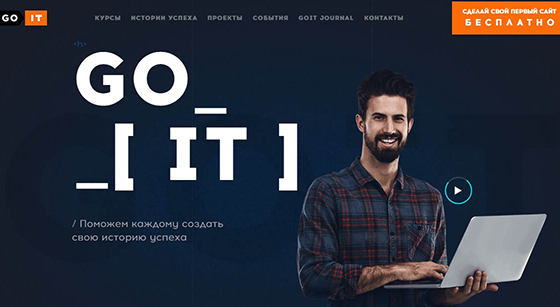 GO IT
КУРСЫ ИСТОРИИ УСПЕХА ПРОЕКТЫ СОБЫТИЯ GOIT JOURNAL КОНТАКТЫ
СДЕЛАЙ СВОЙ ПЕРВЫЙ САЙТ
БЕСПЛАТНО
<h1>
GO_
_[ IT ]
/ Поможем каждому создать
свою историю успеха